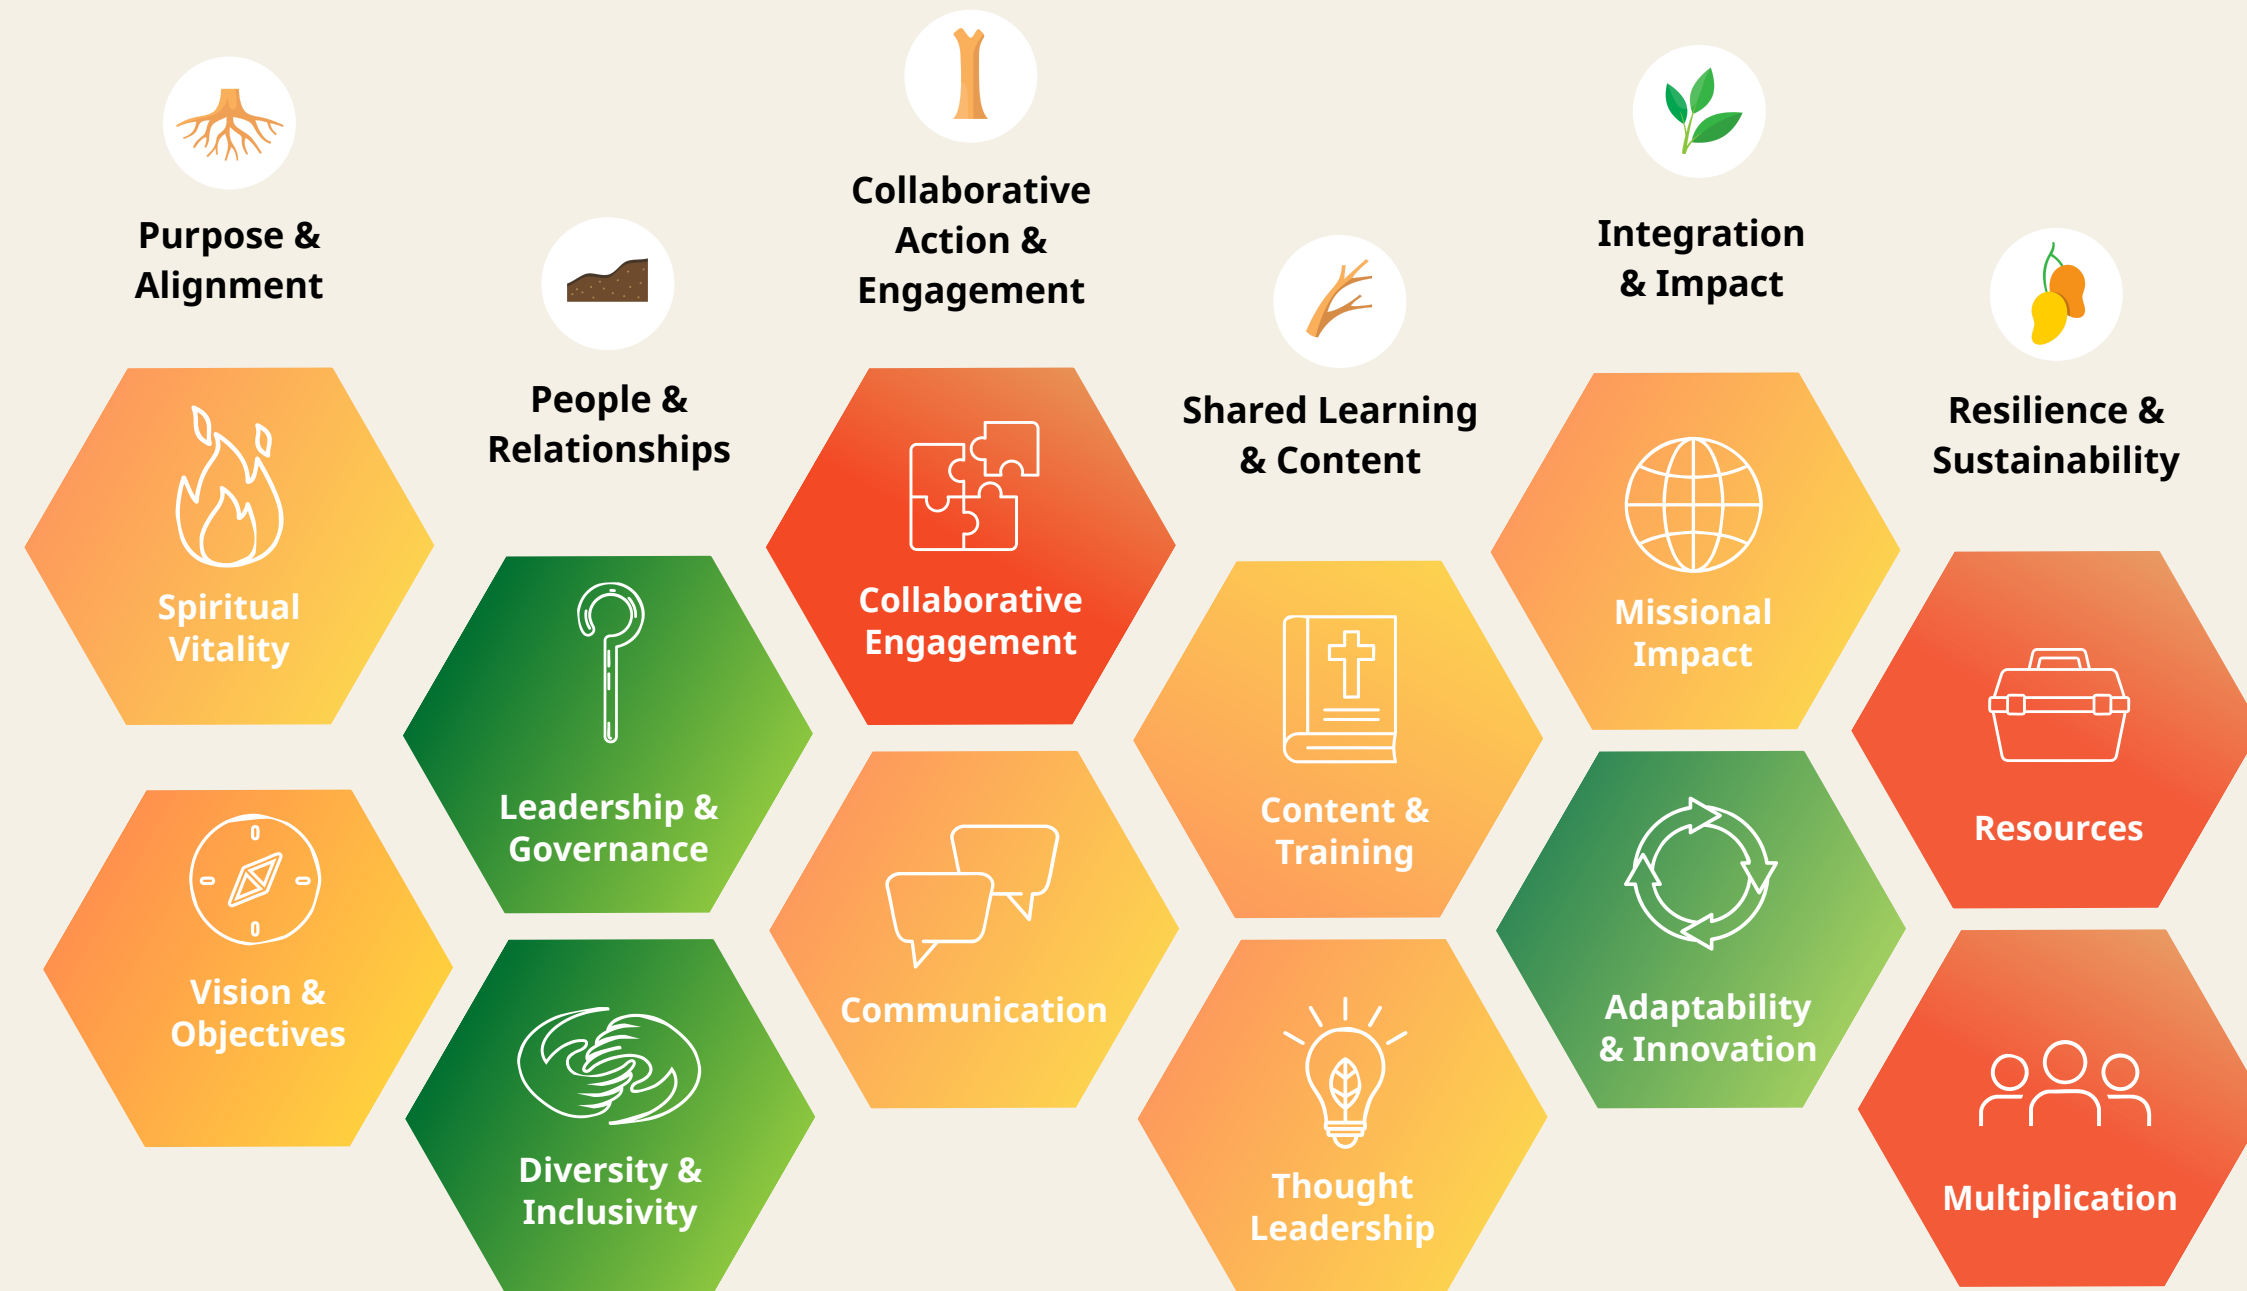 Purpose &
Alignment
Spiritual
Vitality
Vision &
Objectives
People &
Relationships
Leadership &
Governance
Diversity &
Inclusivity
Collaborative
Action &
Engagement
Collaborative
Engagement
Communication
Shared Learning
& Content
Content &
Training
Thought
Leadership
Integration
& Impact
Missional
Impact
Adaptability
& Innovation
Resilience &
Sustainability
Resources
Multiplication